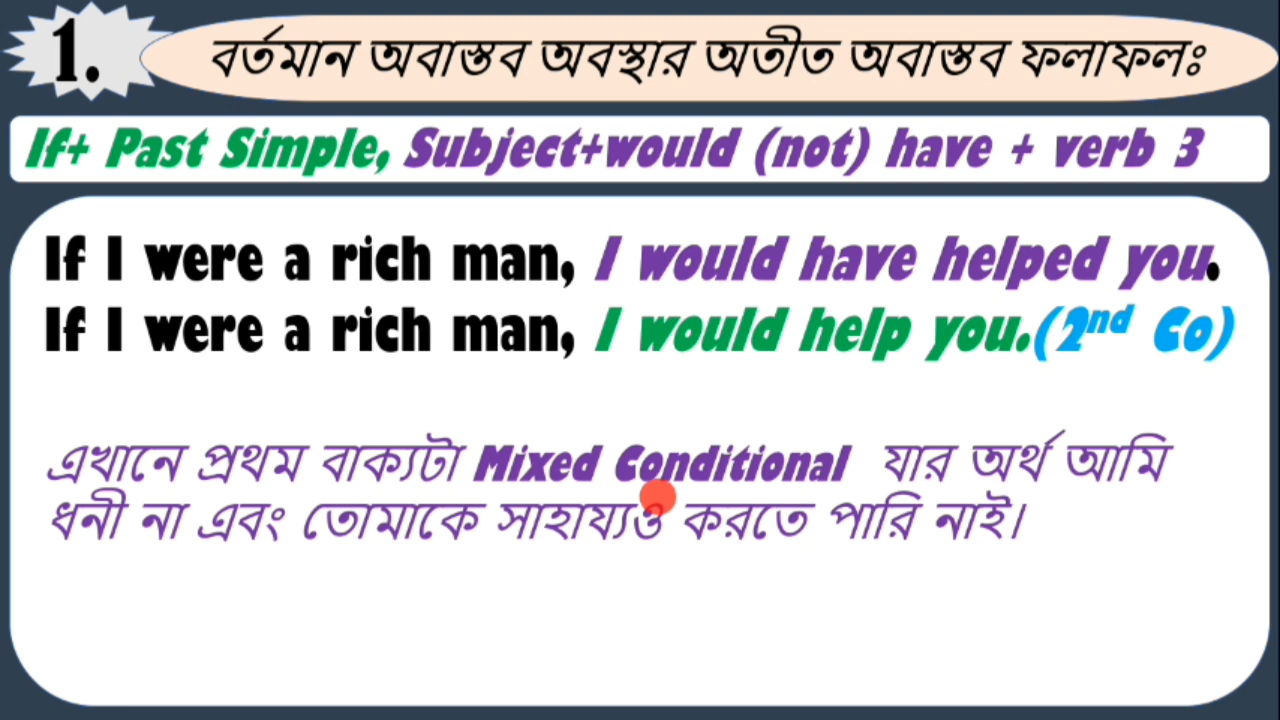 1.
বর্তমান অবাস্তব অবস্থার অতীত অবাস্তব ফলাফলঃ
If+ Past Simple, Subject+would (not) have + verb 3
If I were a rich man, I would have helped you.
If I were a rich man, I would help you.(2nd Co)
এখানে প্রথম বাক্যটা Mixed Conditional যার অর্থ আমি
ধনী না এবং তোমাকে সাহায্যও করতে পারি নাই।